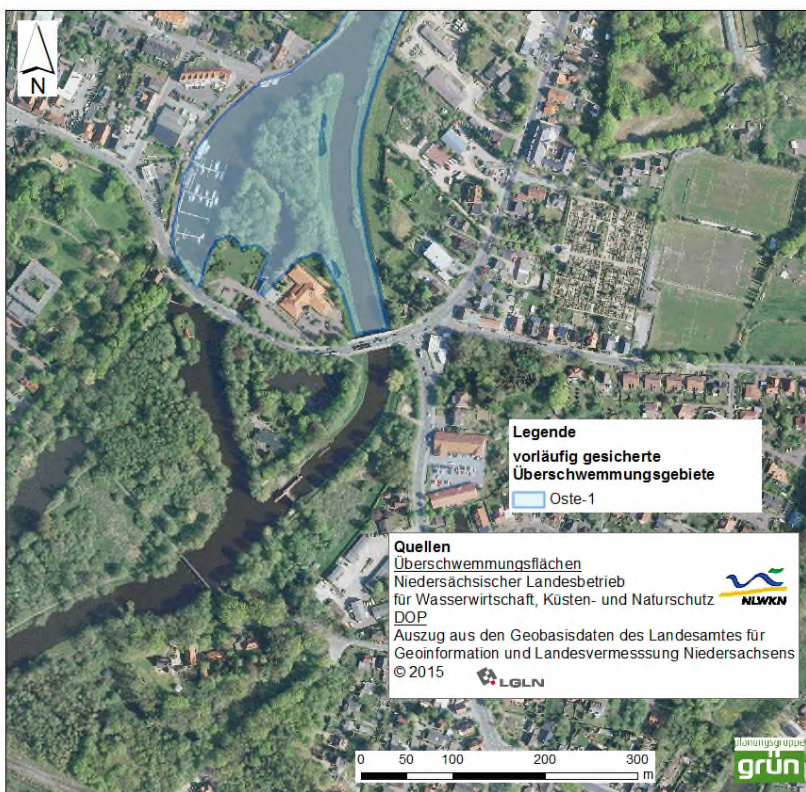 N
Legende
vorläufig gesicherte
Überschwemmungsgebiete
Oste-1
Quellen
Überschwemmungsflächen
Niedersächsischer Landesbetrieb
für Wasserwirtschaft, Küsten- und Naturschutz
NLWKN
DOP
Auszug aus den Geobasisdaten des Landesamtes für
Geoinformation und Landesvermesssung Niedersachsens
© 2015
LGLN
0 50 100 200 300
m
planungsgruppe
grün